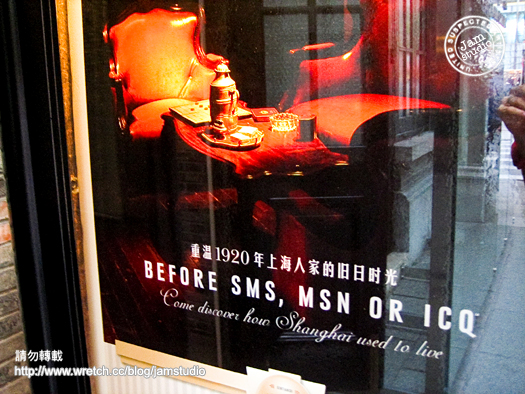 Jam
studio
UNITED SUSPECTED
重温1920年上海人家的旧日时光
BEFORE SMS, MSN OR ICQ
Come discover how Shanghai used to live
請勿轉載
http://www.wretch.cc/blog/jamstudio